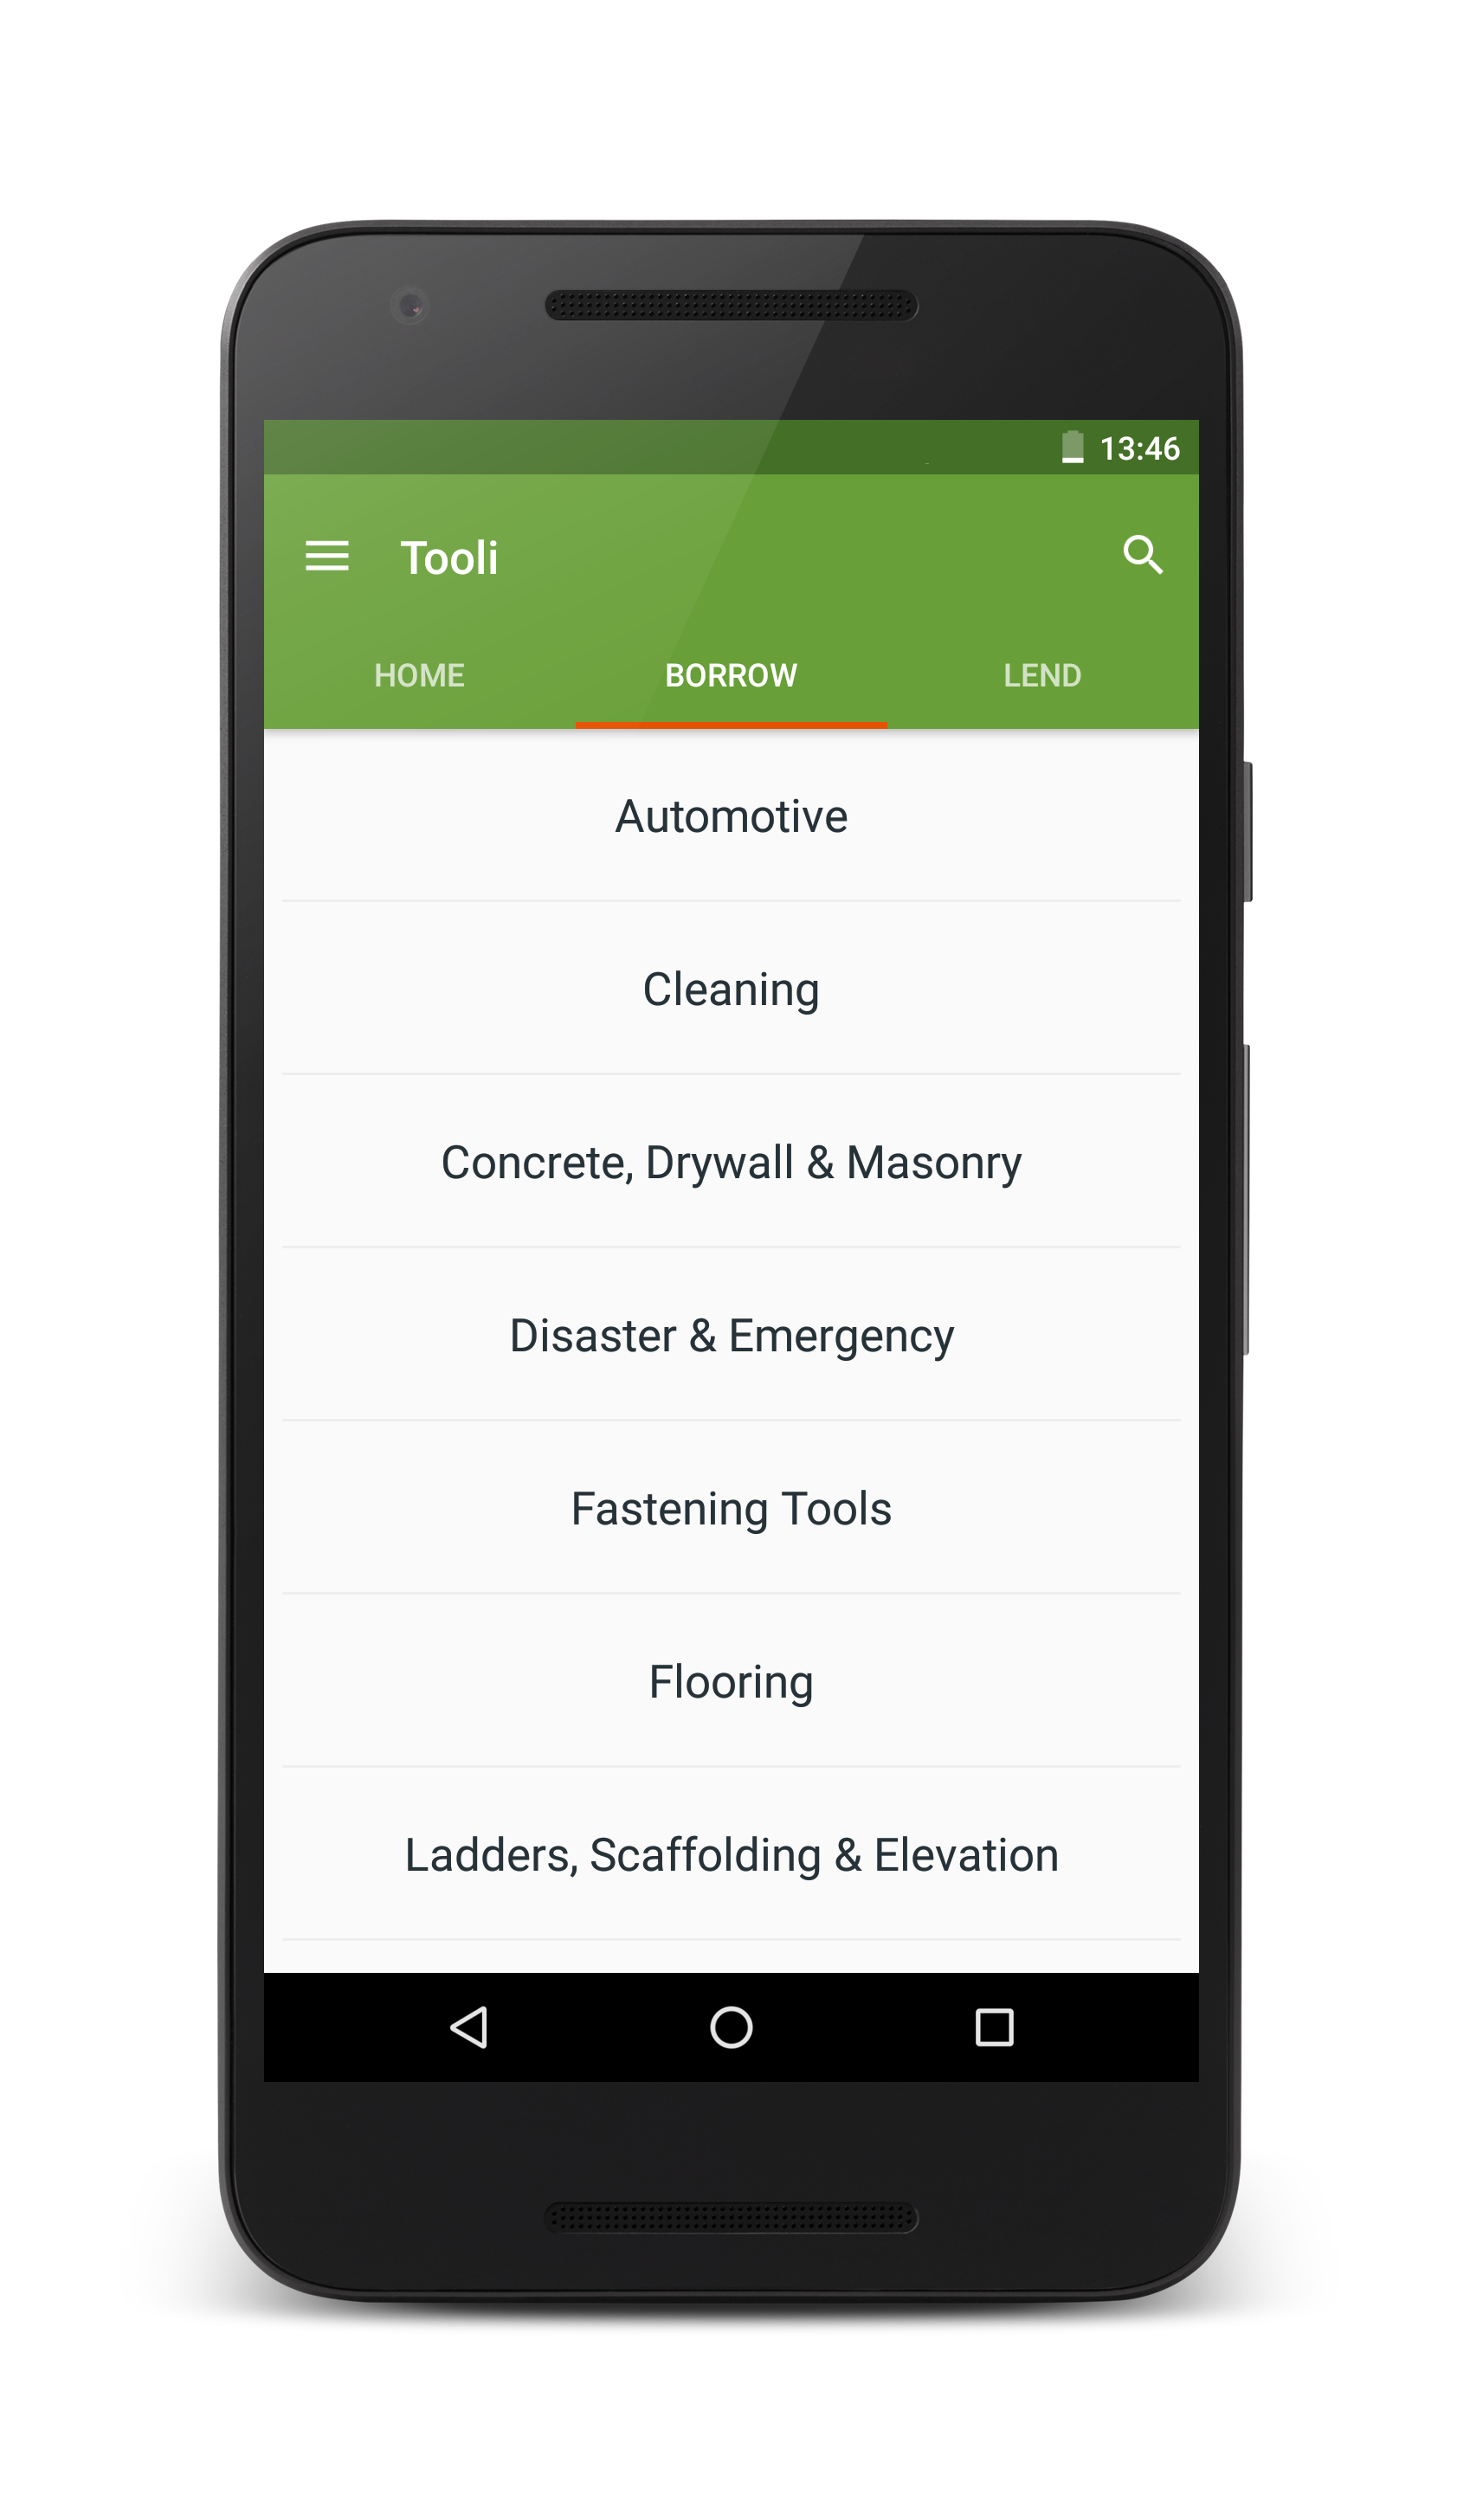 13:46
Tooli
HOME BORROW LEND
Automotive
Cleaning
Concrete, Drywall & Masonry
Disaster & Emergency
Fastening Tools
Flooring
Ladders, Scaffolding & Elevation